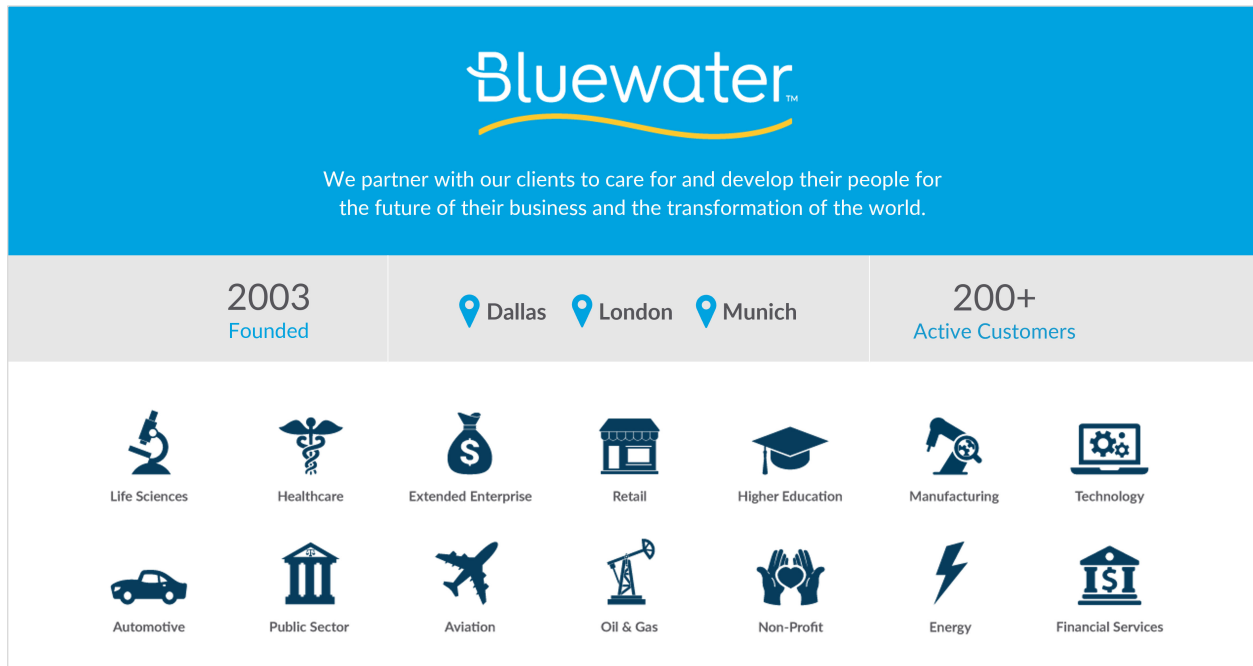 Bluewater™
We partner with our clients to care for and develop their people for
the future of their business and the transformation of the world.
2003
Founded
Dallas London Munich
200+
Active Customers
$
Life Sciences Healthcare Extended Enterprise Retail Higher Education Manufacturing Technology
$
Automotive Public Sector Aviation Oil & Gas Non-Profit Energy Financial Services